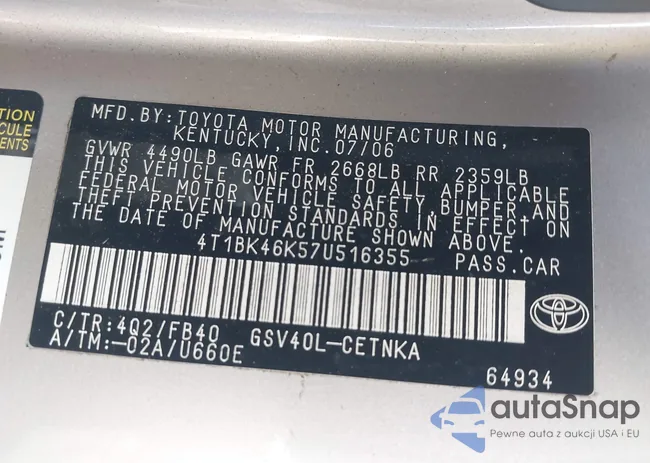 TION
ICULE
ENTS
MFD. BY: TOYOTA MOTOR MANUFACTURING,
KENTUCKY, INC. 07/06
GVWR 4490LB GAWR FR 2668LB RR 2359LB
THIS VEHICLE CONFORMS TO ALL APPLICABLE
FEDERAL MOTOR VEHICLE SAFETY, BUMPER, AND
THEFT PREVENTION STANDARDS IN EFFECT ON
THE DATE OF MANUFACTURE SHOWN ABOVE.
4T1BK46K57U516355 PASS.CAR
C/TR: 4Q2/FB40 GSV40L-CETNKA
A/TM: -02A/U660E
64934
autaSnap
Pewne auta z aukcji USA i EU